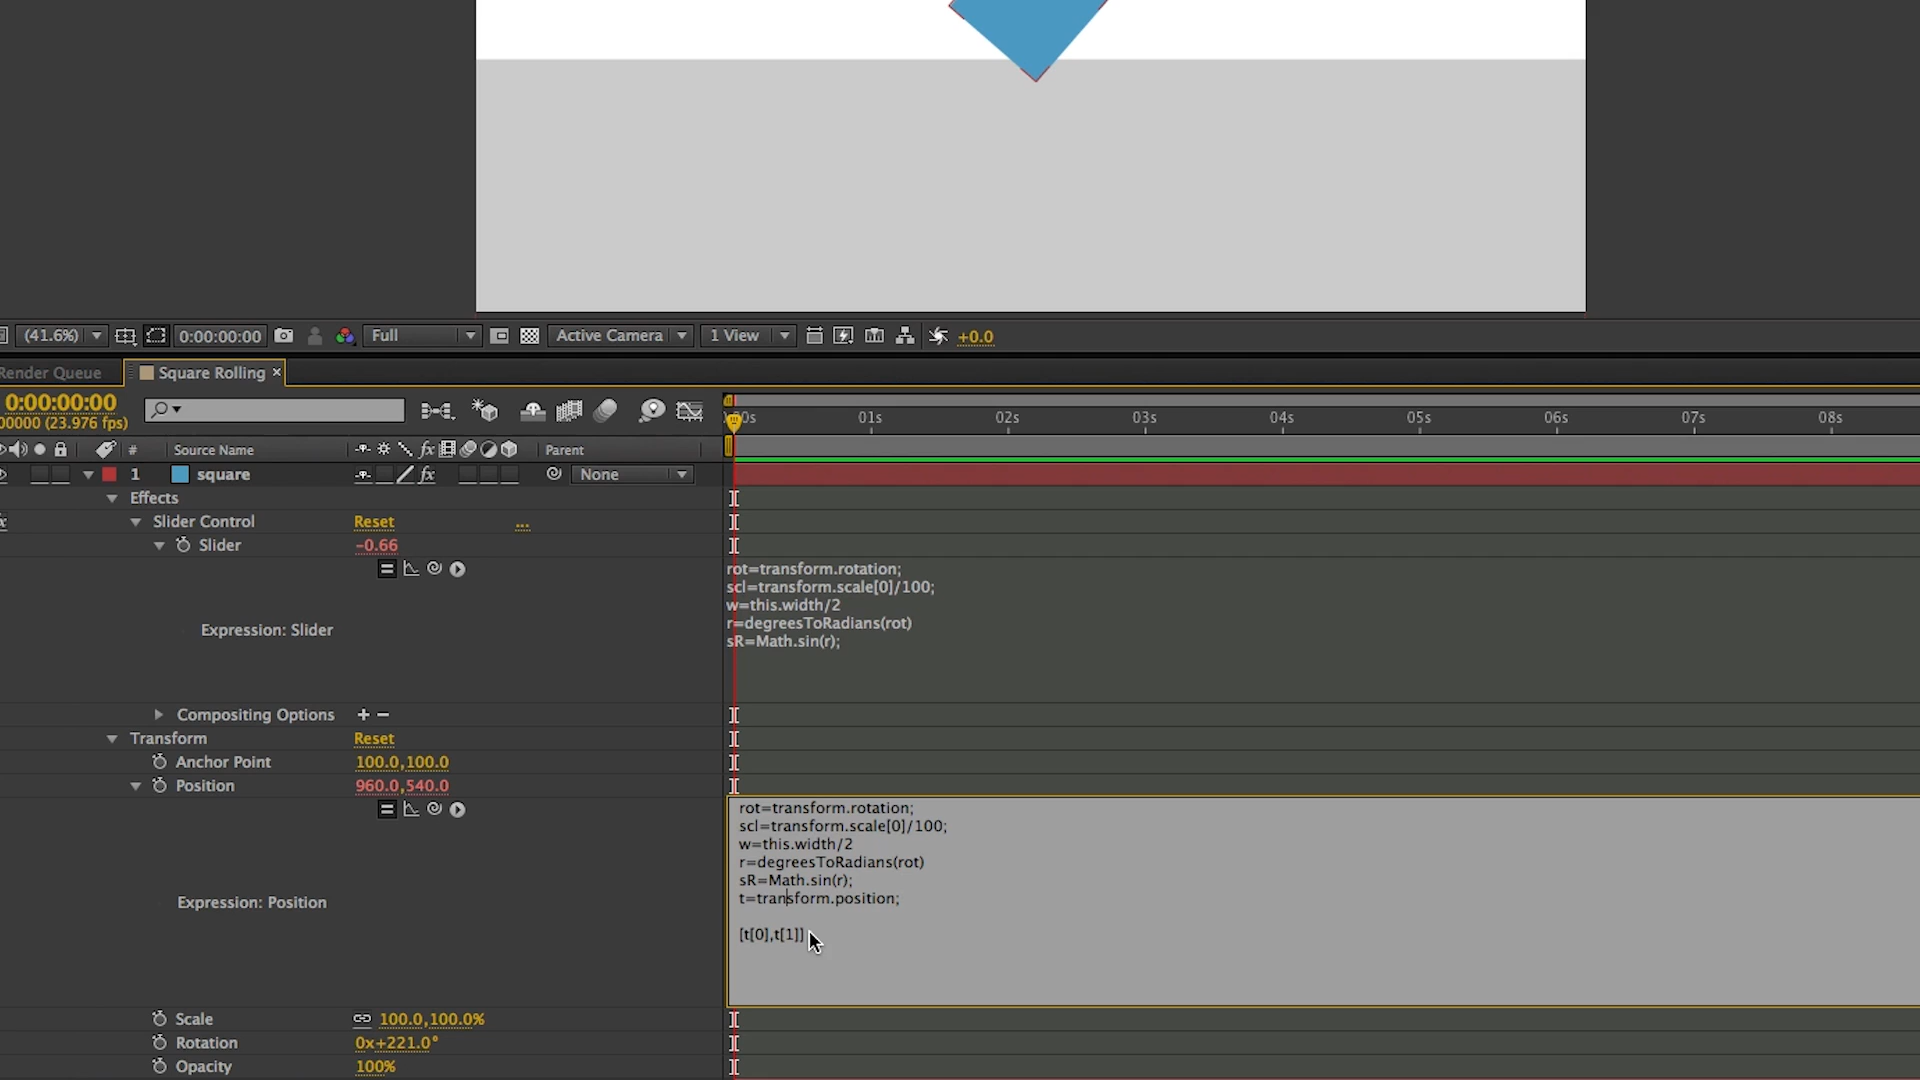 (41.6%)
0:00:00:00
Full
Active Camera
1 View
+0.0
Render Queue
Square Rolling ×
0:00:00:00
00000 (23.976 fps)
01s
02s
03s
04s
05s
06s
07s
08s
#
Source Name
fx
Parent
1
square
fx
None
Effects
Slider Control
Reset
...
Slider
-0.66
Expression: Slider
rot=transform.rotation;
scl=transform.scale[0]/100;
w=this.width/2
r=degreesToRadians(rot)
sR=Math.sin(r);
Compositing Options
+ −
Transform
Reset
Anchor Point
100.0,100.0
Position
960.0,540.0
Expression: Position
rot=transform.rotation;
scl=transform.scale[0]/100;
w=this.width/2
r=degreesToRadians(rot)
sR=Math.sin(r);
t=transform.position;
[t[0],t[1]]
Scale
100.0,100.0%
Rotation
0x+221.0°
Opacity
100%